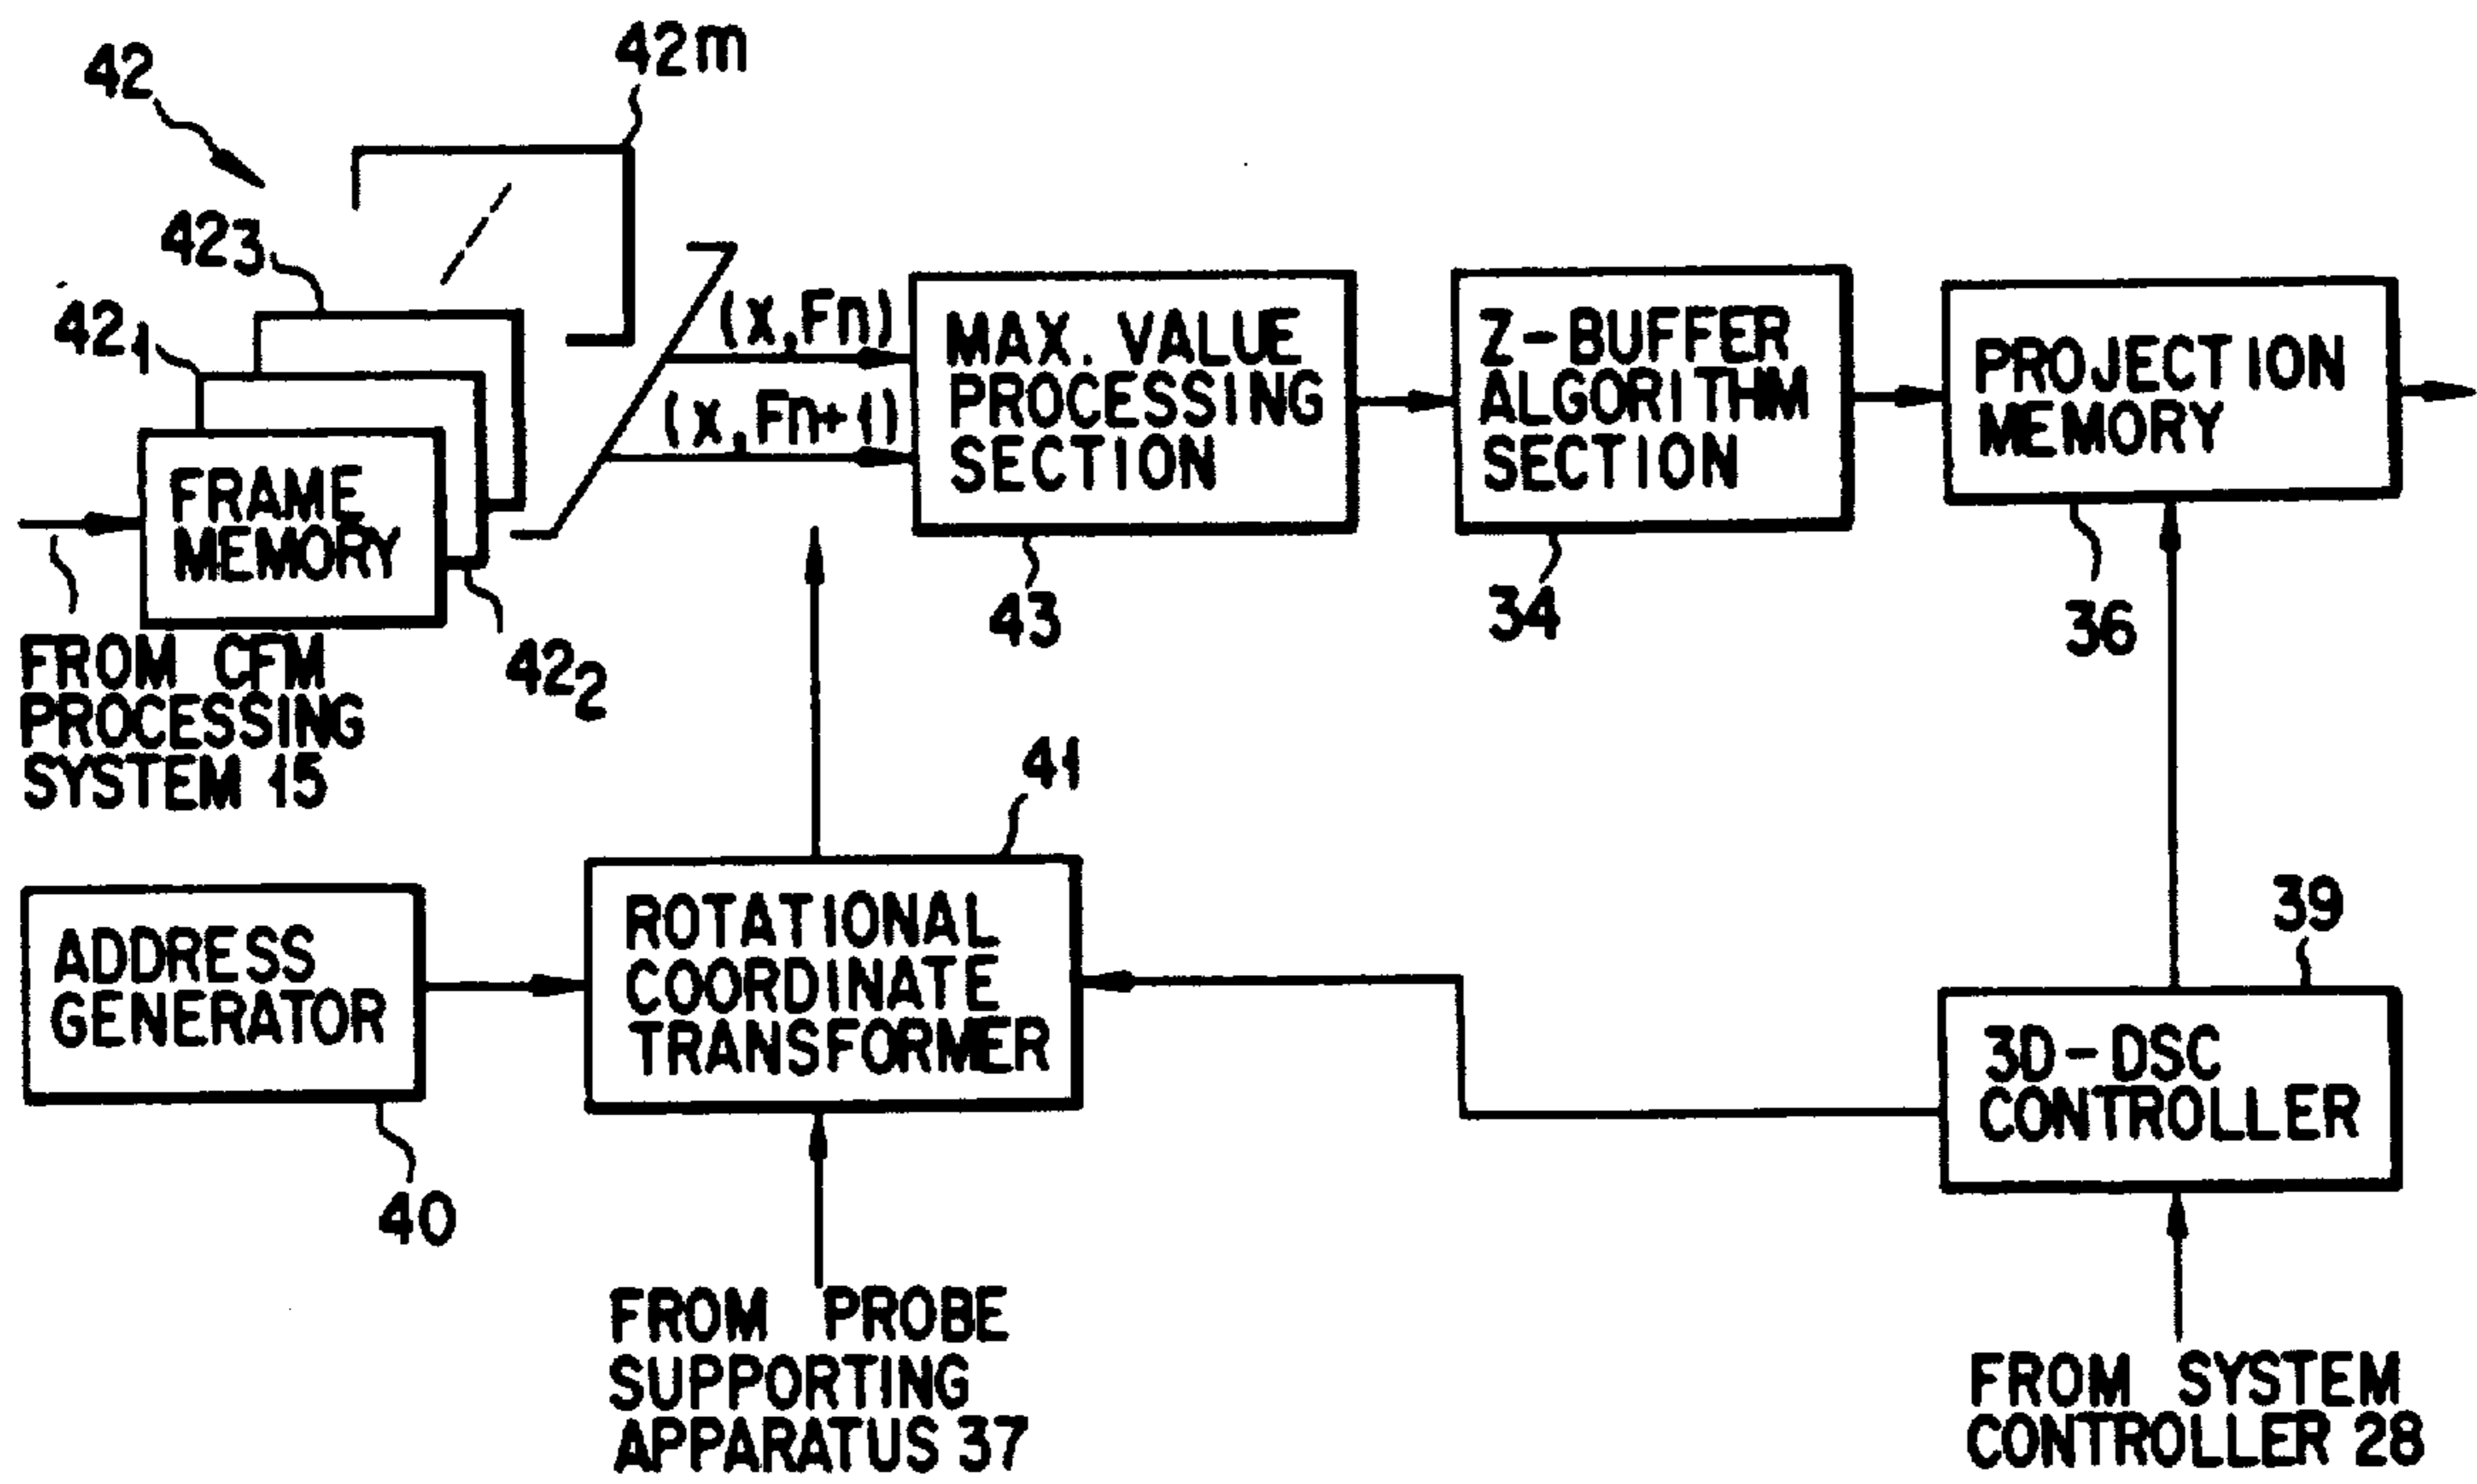 42
42m
423
421
(x, Fn)
(x, Fn+1)
FRAME
MEMORY
MAX. VALUE
PROCESSING
SECTION
Z-BUFFER
ALGORITHM
SECTION
PROJECTION
MEMORY
43
34
36
422
FROM CFM
PROCESSING
SYSTEM 15
41
39
ADDRESS
GENERATOR
ROTATIONAL
COORDINATE
TRANSFORMER
3D-DSC
CONTROLLER
40
FROM PROBE
SUPPORTING
APPARATUS 37
FROM SYSTEM
CONTROLLER 28